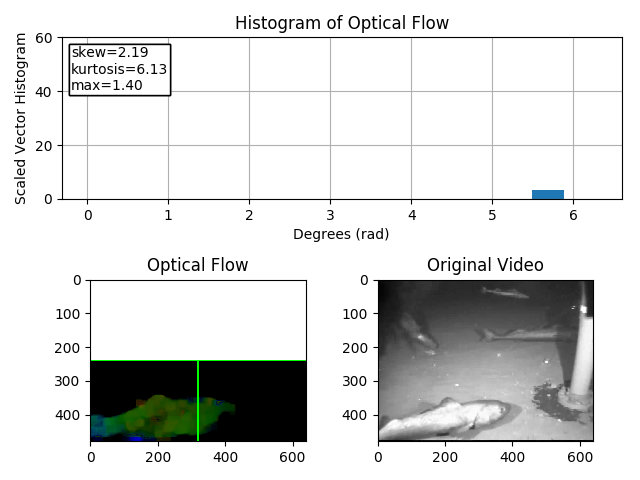 Histogram of Optical Flow
Scaled Vector Histogram
60
40
20
0
skew=2.19
kurtosis=6.13
max=1.40
0 1 2 3 4 5 6
Degrees (rad)
Optical Flow
0
100
200
300
400
0 200 400 600
Original Video
0
100
200
300
400
0 200 400 600